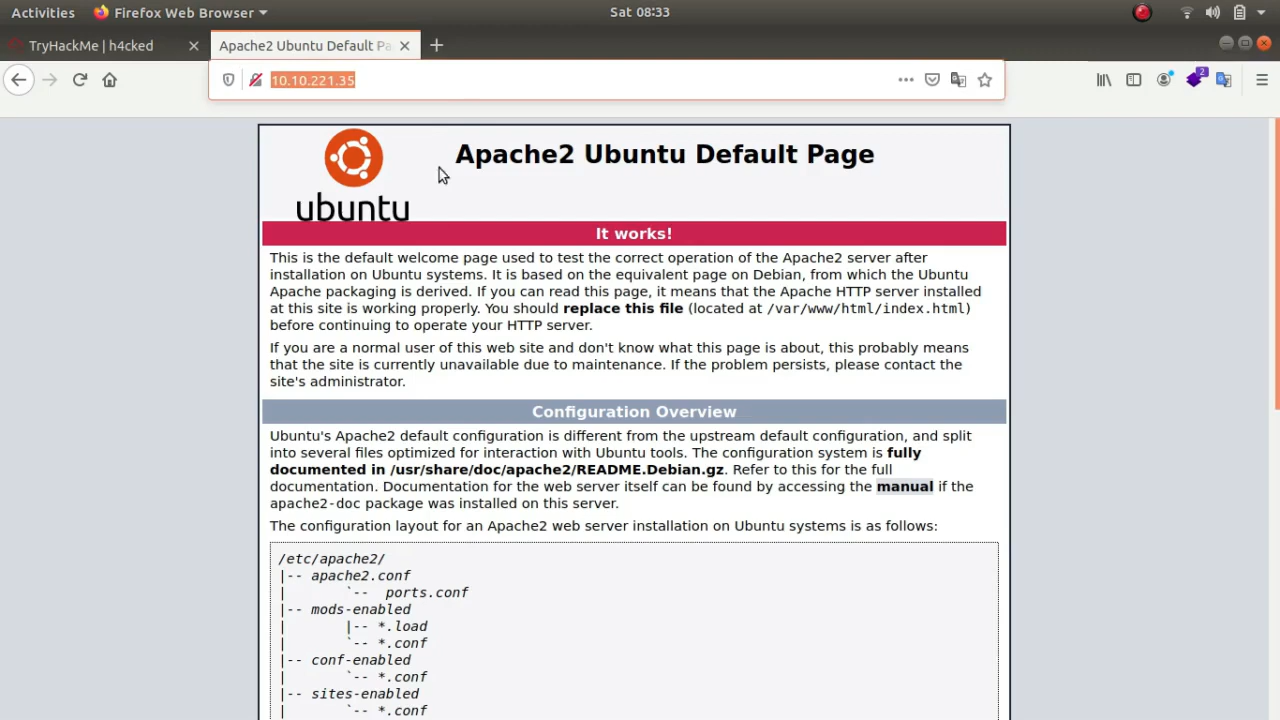 Activities Firefox Web Browser Sat 08:33
TryHackMe | h4cked Apache2 Ubuntu Default Pa
10.10.221.35
2
ubuntu
Apache2 Ubuntu Default Page
It works!
This is the default welcome page used to test the correct operation of the Apache2 server after
installation on Ubuntu systems. It is based on the equivalent page on Debian, from which the Ubuntu
Apache packaging is derived. If you can read this page, it means that the Apache HTTP server installed
at this site is working properly. You should replace this file (located at /var/www/html/index.html)
before continuing to operate your HTTP server.
If you are a normal user of this web site and don't know what this page is about, this probably means
that the site is currently unavailable due to maintenance. If the problem persists, please contact the
site's administrator.
Configuration Overview
Ubuntu's Apache2 default configuration is different from the upstream default configuration, and split
into several files optimized for interaction with Ubuntu tools. The configuration system is fully
documented in /usr/share/doc/apache2/README.Debian.gz. Refer to this for the full
documentation. Documentation for the web server itself can be found by accessing the manual if the
apache2-doc package was installed on this server.
The configuration layout for an Apache2 web server installation on Ubuntu systems is as follows:
/etc/apache2/
|-- apache2.conf
|       `--  ports.conf
|-- mods-enabled
|       |-- *.load
|       `-- *.conf
|-- conf-enabled
|       `-- *.conf
|-- sites-enabled
|       `-- *.conf